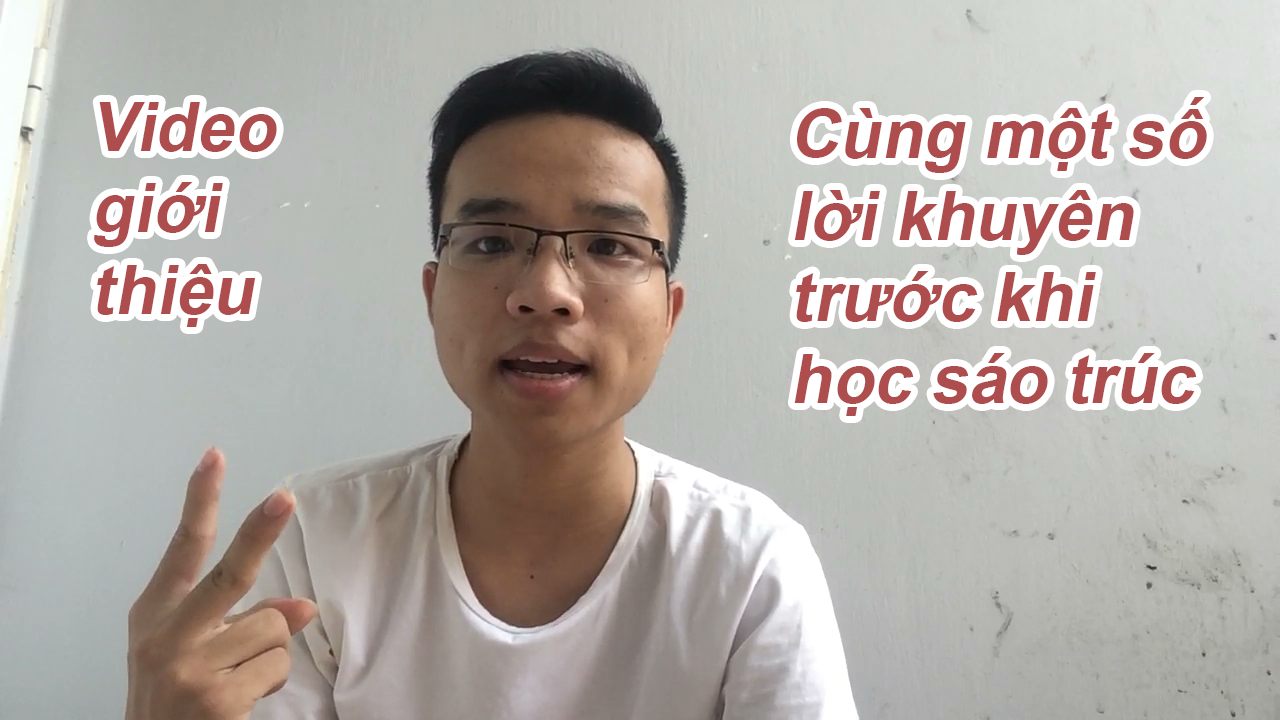 Video
giới
thiệu
Cùng một số
lời khuyên
trước khi
học sáo trúc